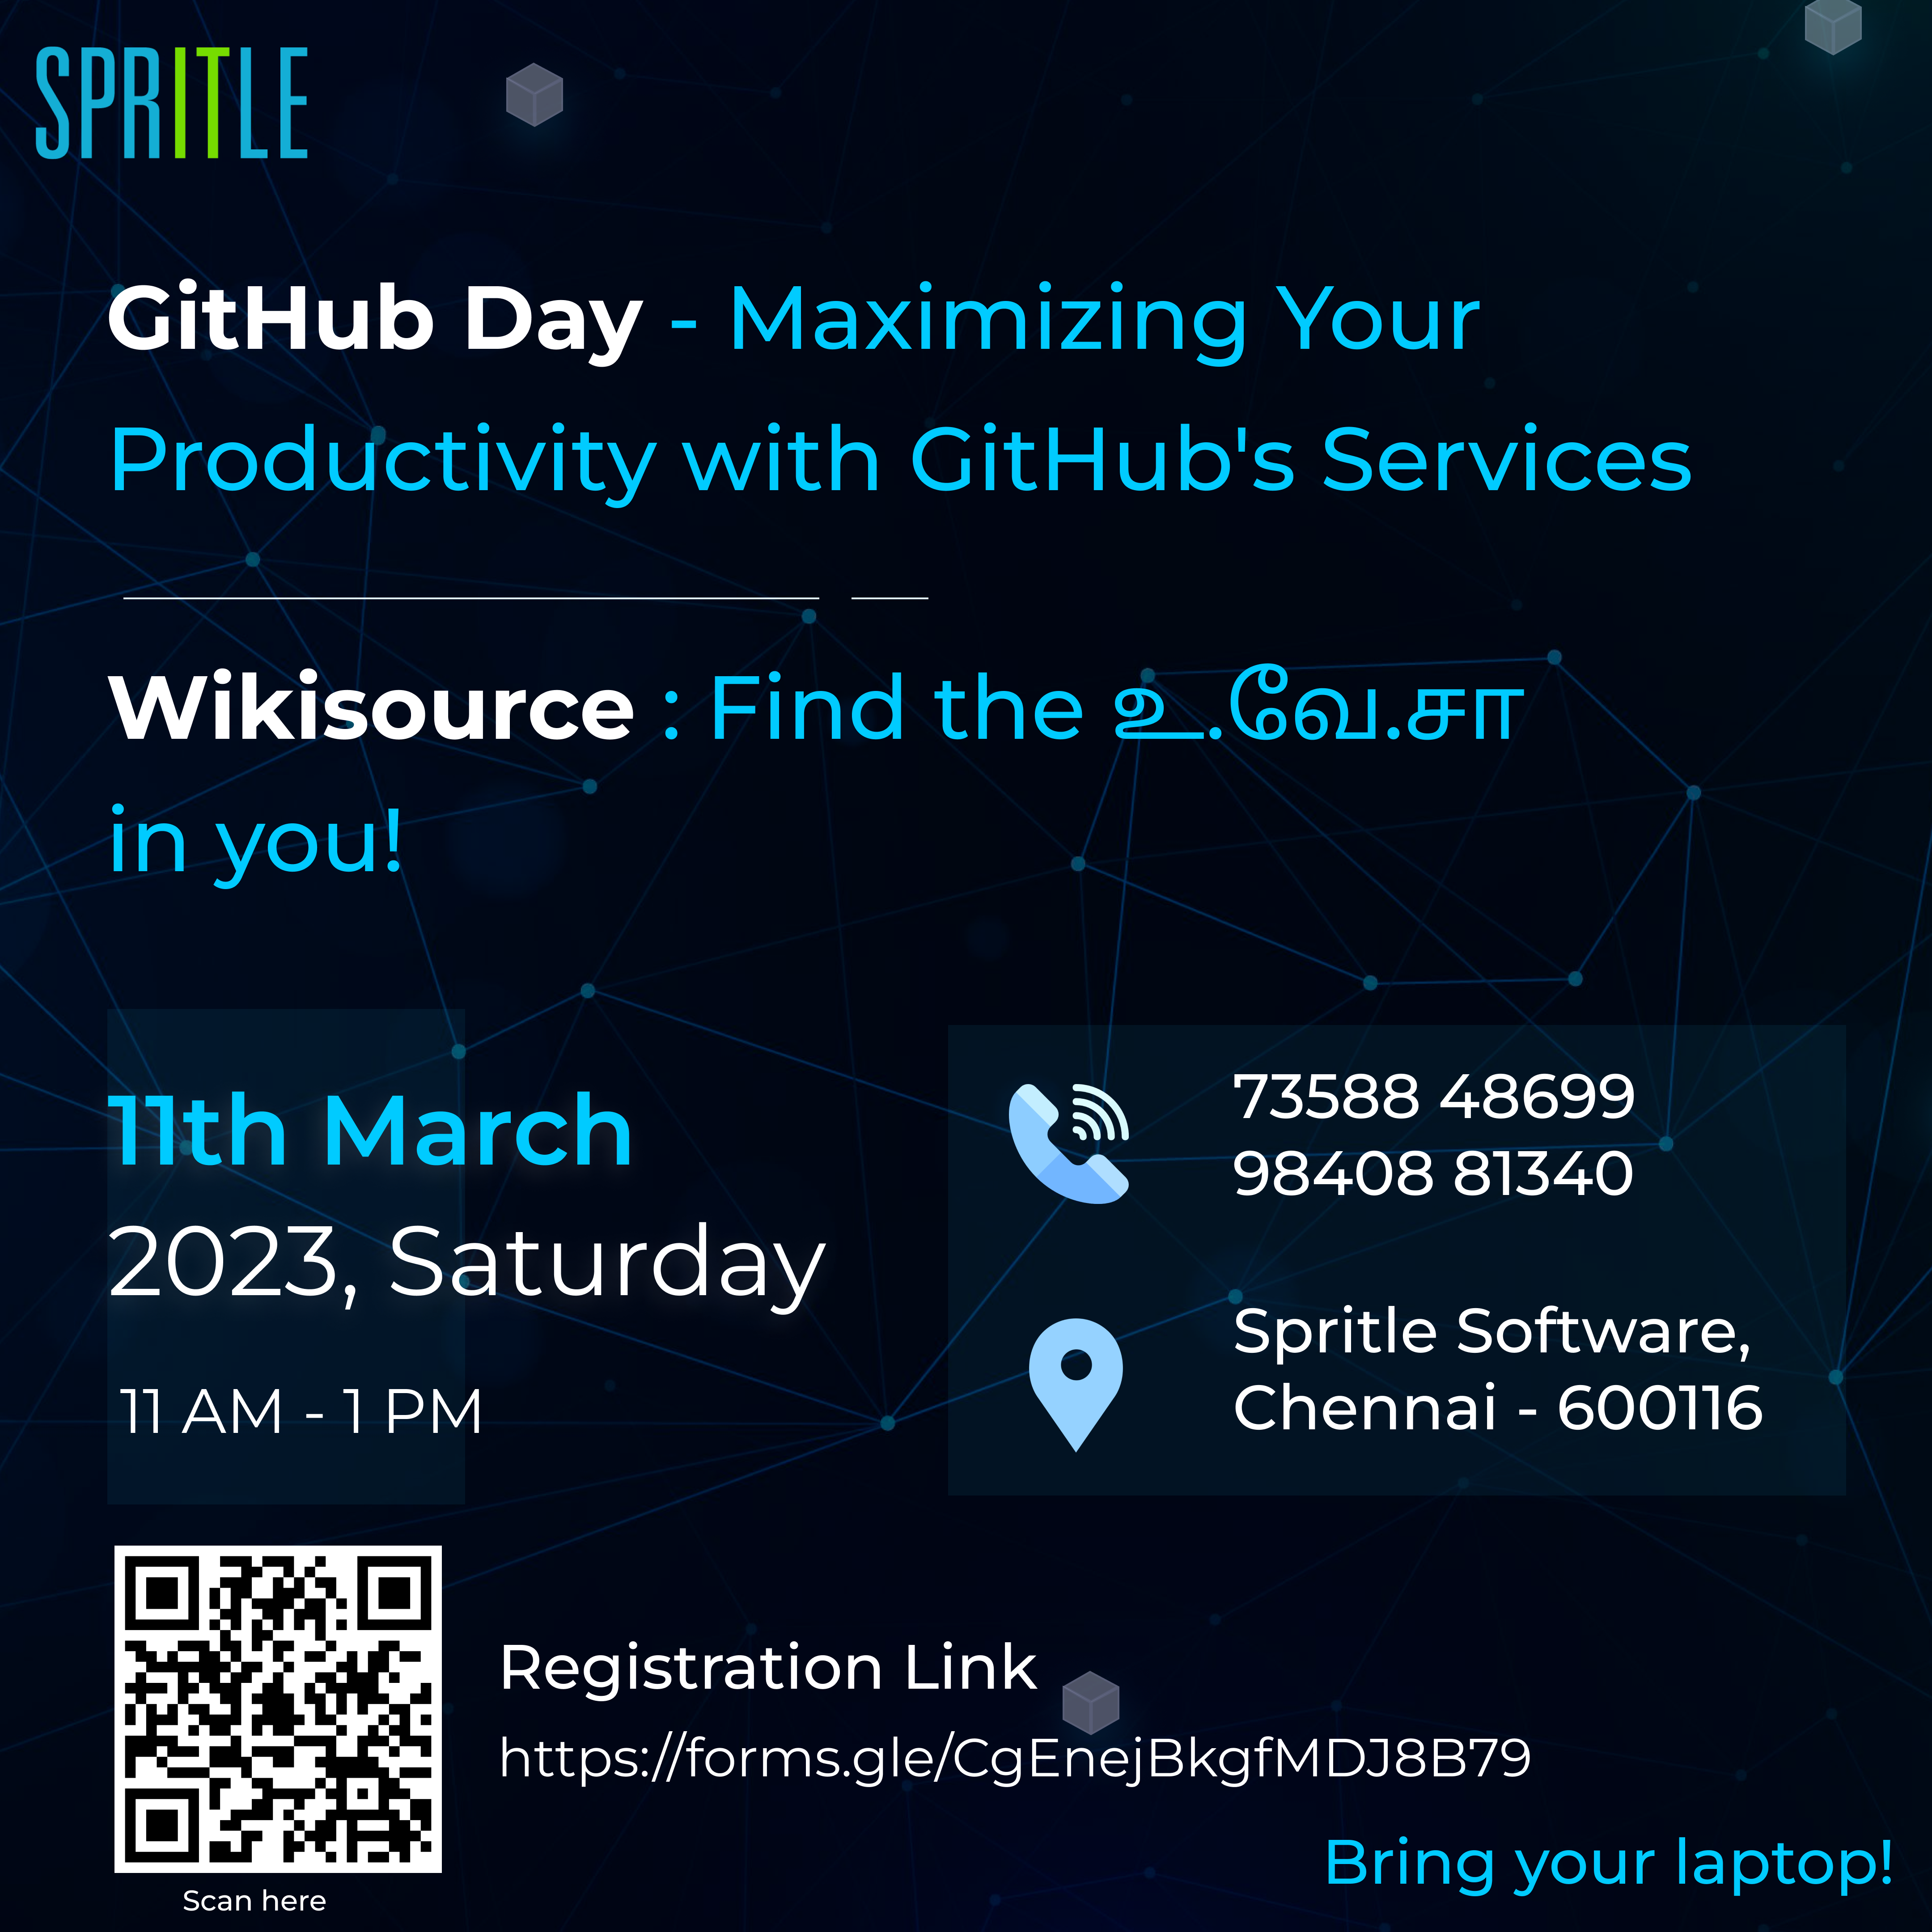 SPRITLE
GitHub Day - Maximizing Your
Productivity with GitHub's Services
Wikisource : Find the உ.வே.சா
in you!
11th March
2023, Saturday
11 AM - 1 PM
73588 48699
98408 81340
Spritle Software,
Chennai - 600116
Registration Link
https://forms.gle/CgEnejBkgfMDJ8B79
Scan here
Bring your laptop!